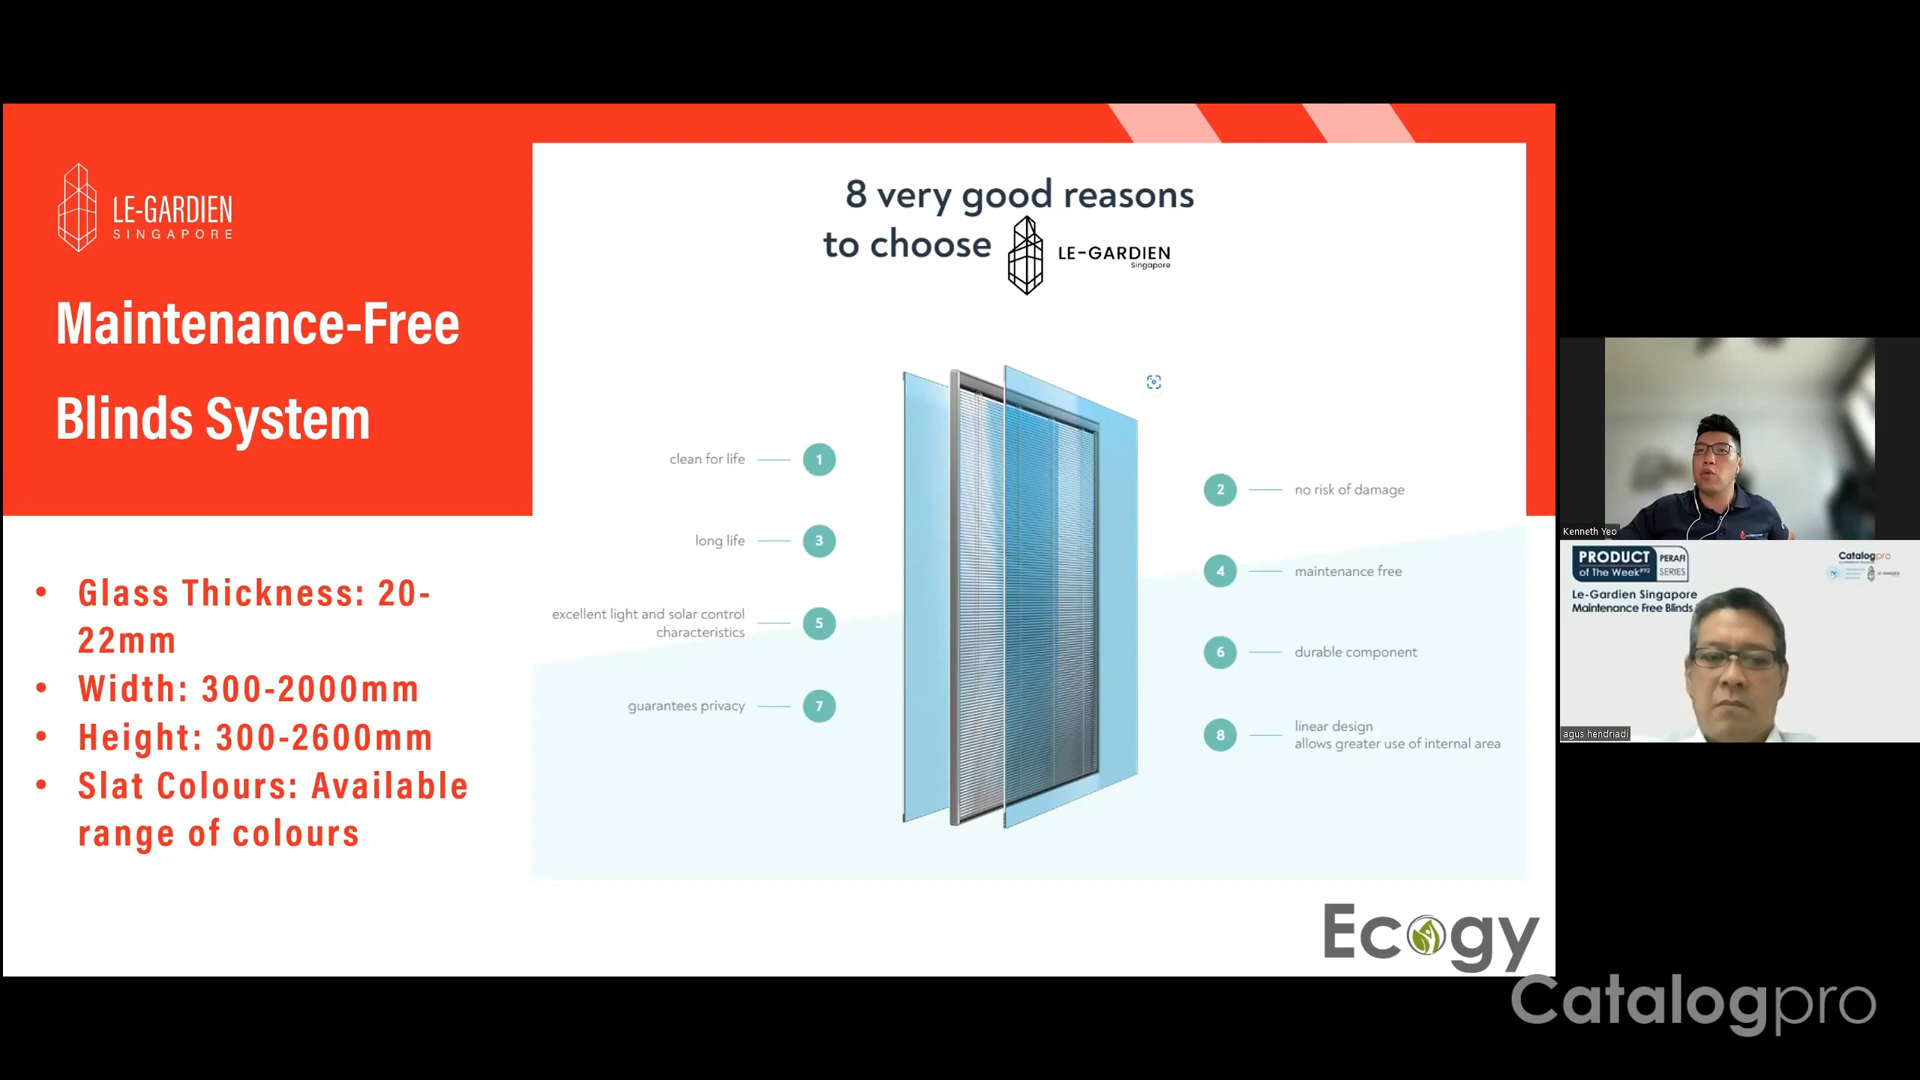 LE-GARDIEN
SINGAPORE
Maintenance-Free
Blinds System
• Glass Thickness: 20-
22mm
• Width: 300-2000mm
• Height: 300-2600mm
• Slat Colours: Available
range of colours
8 very good reasons
to choose
LE-GARDIEN
Singapore
clean for life
1
2
no risk of damage
long life
3
4
maintenance free
excellent light and solar control
characteristics
5
6
durable component
guarantees privacy
7
8
linear design
allows greater use of internal area
Ecogy
Catalogpro
Kenneth Yeo
PRODUCT
of The Week #92
PERAFI
SERIES
Catalogpro
LE-GARDIEN
Le-Gardien Singapore
Maintenance Free Blinds
agus hendriadi